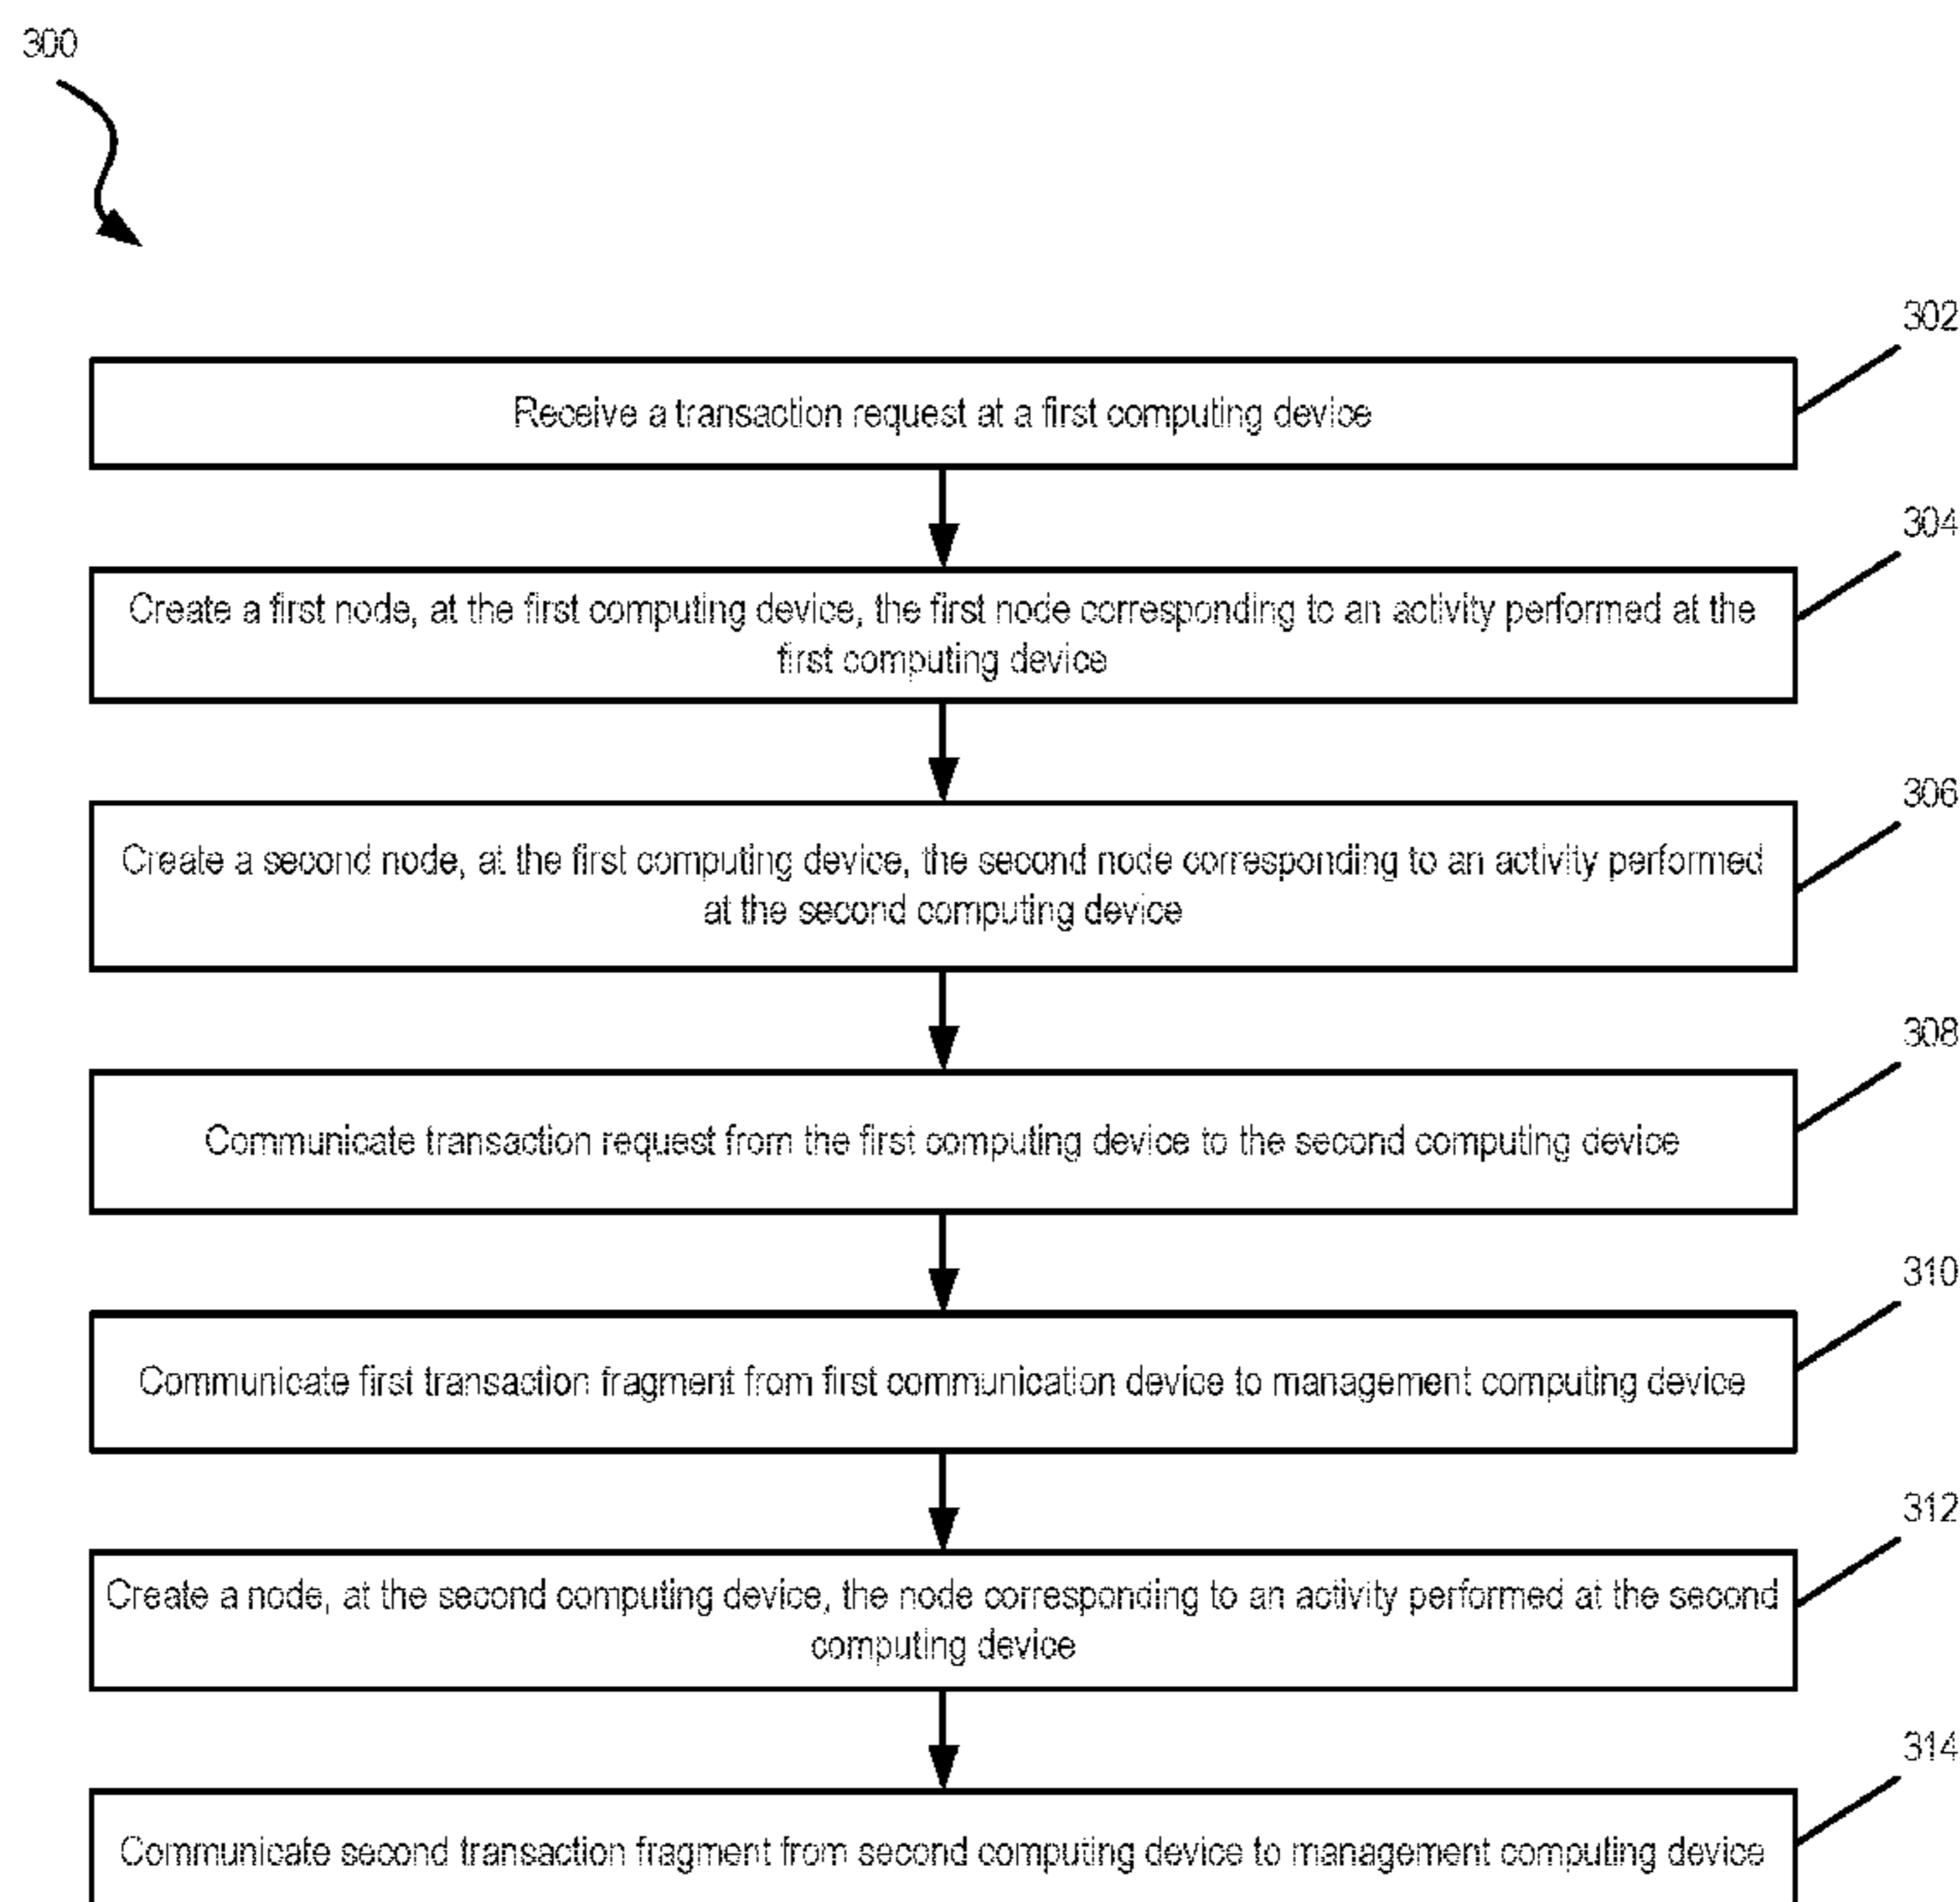 300
302
Receive a transaction request at a first computing device
304
Create a first node, at the first computing device, the first node corresponding to an activity performed at the
first computing device
306
Create a second node, at the first computing device, the second node corresponding to an activity performed
at the second computing device
308
Communicate transaction request from the first computing device to the second computing device
310
Communicate first transaction fragment from first communication device to management computing device
312
Create a node, at the second computing device, the node corresponding to an activity performed at the second
computing device
314
Communicate second transaction fragment from second computing device to management computing device